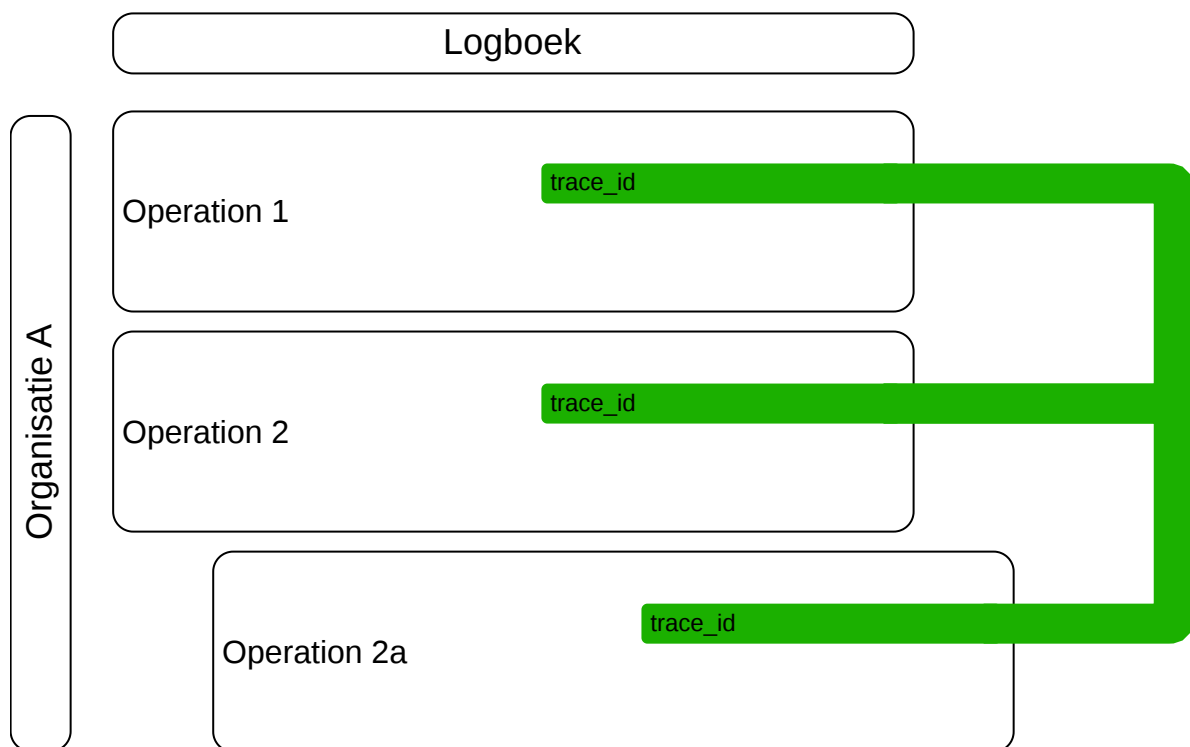 Logboek
Organisatie A
Operation 1
trace_id
Operation 2
trace_id
Operation 2a
trace_id